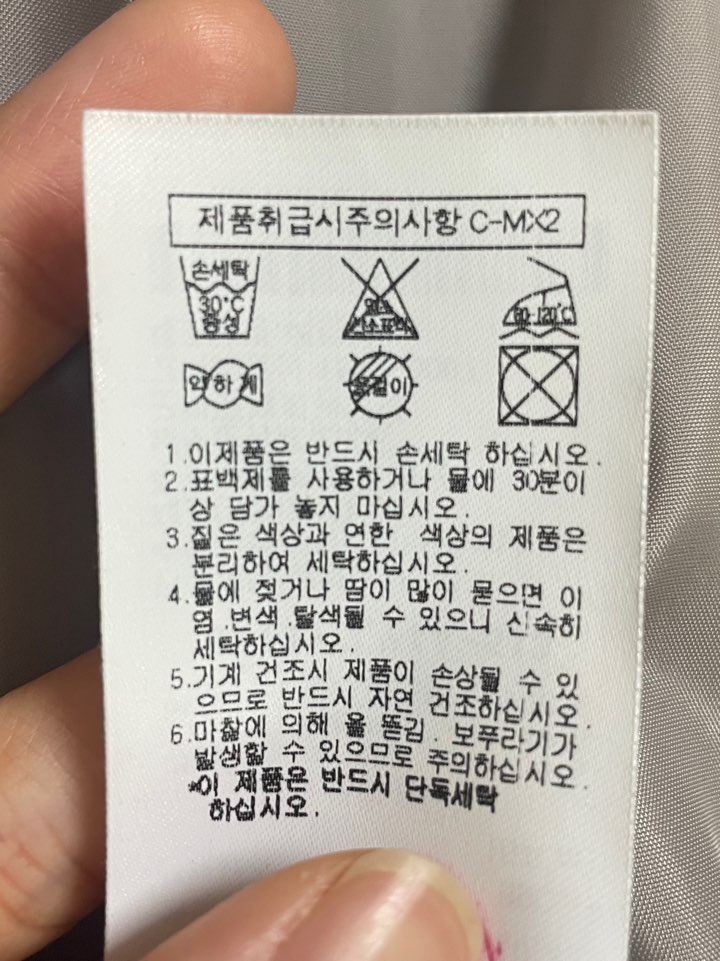 제품취급시주의사항 C-MX2
손세탁
30°C
중성
염소표백
80-120°C
약하게
옷걸이
1.이제품은 반드시 손세탁 하십시오.
2.표백제를 사용하거나 물에 30분이
상 담가 놓지 마십시오.
3.짙은 색상과 연한 색상의 제품은
분리하여 세탁하십시오.
4.물에 젖거나 땀이 많이 묻으면 이
염.변색.탈색될 수 있으니 신속히
세탁하십시오.
5.기계 건조시 제품이 손상될 수 있
으므로 반드시 자연 건조하십시오.
6.마찰에 의해 올 뜯김. 보푸라기가
발생할 수 있으므로 주의하십시오.
*이 제품은 반드시 단독세탁
하십시오.